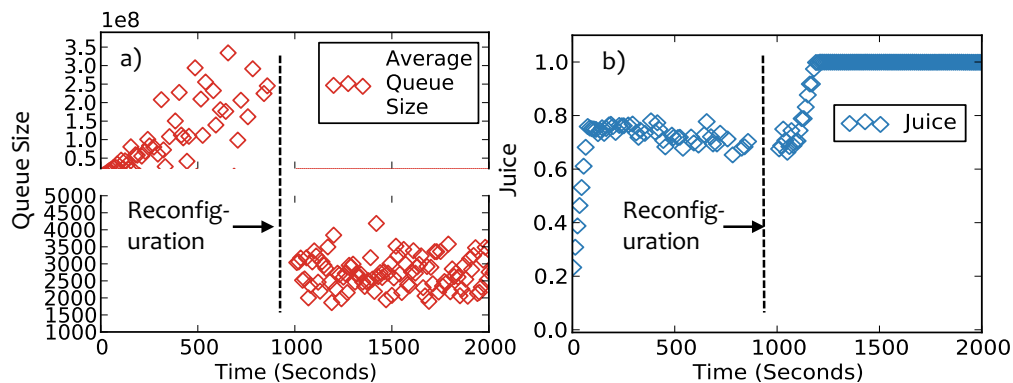 1e8
a)
Average
Queue
Size
3.5
3.0
2.5
2.0
1.5
1.0
0.5
Queue Size
5000
4500
4000
3500
3000
2500
2000
1500
1000
Reconfig-
uration
0 500 1000 1500 2000
Time (Seconds)
b)
Juice
1.0
0.8
0.6
0.4
0.2
0.0
Juice
Reconfig-
uration
0 500 1000 1500 2000
Time (Seconds)